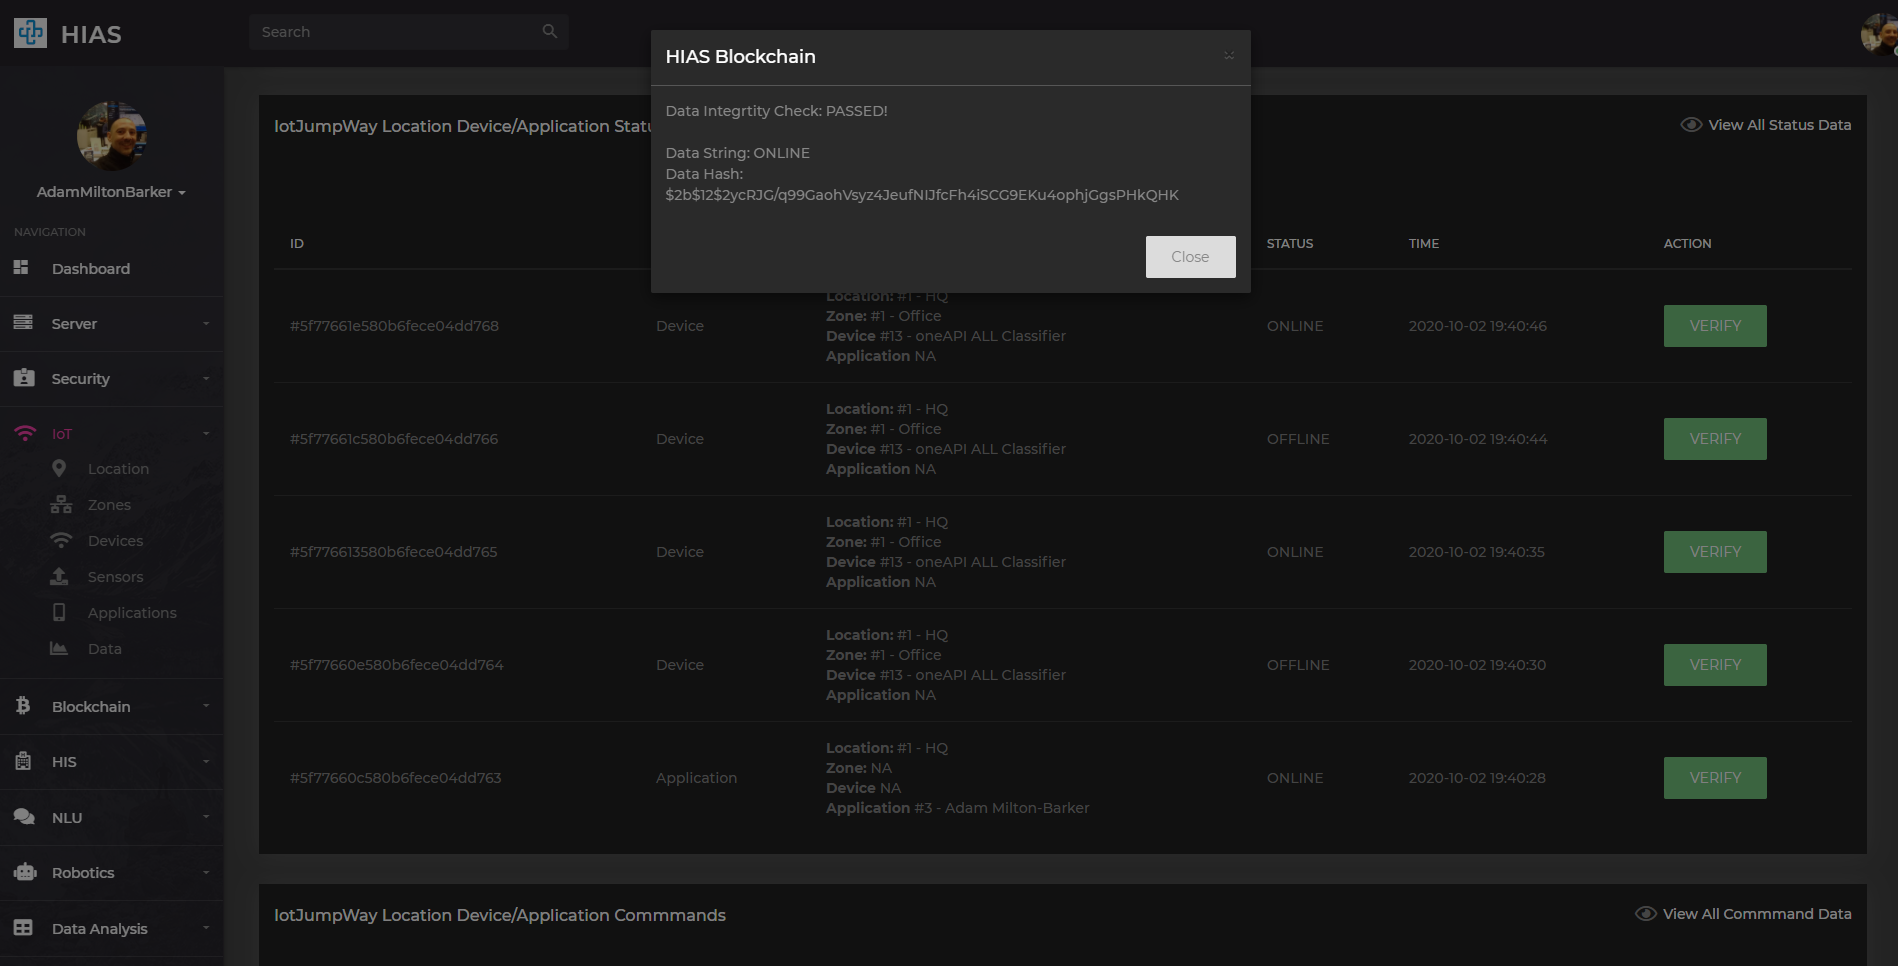 HIAS
Search
HIAS Blockchain
Data Integrtity Check: PASSED!
Data String: ONLINE
Data Hash:
$2b$12$2ycRJG/q99GaohVsyz4JeufNIJfcFh4iSCG9EKu4ophjGgsPHkQHK
Close
AdamMiltonBarker
NAVIGATION
Dashboard
Server
Security
IoT
Location
Zones
Devices
Sensors
Applications
Data
Blockchain
HIS
NLU
Robotics
Data Analysis
IotJumpWay Location Device/Application Statu
View All Status Data
ID STATUS TIME ACTION
Location: #1 - HQ
Zone: #1 - Office
#5f77661e580b6fece04dd768 Device ONLINE 2020-10-02 19:40:46 VERIFY
Device #13 - oneAPI ALL Classifier
Application NA
Location: #1 - HQ
Zone: #1 - Office
#5f77661c580b6fece04dd766 Device OFFLINE 2020-10-02 19:40:44 VERIFY
Device #13 - oneAPI ALL Classifier
Application NA
Location: #1 - HQ
Zone: #1 - Office
#5f776613580b6fece04dd765 Device ONLINE 2020-10-02 19:40:35 VERIFY
Device #13 - oneAPI ALL Classifier
Application NA
Location: #1 - HQ
Zone: #1 - Office
#5f77660e580b6fece04dd764 Device OFFLINE 2020-10-02 19:40:30 VERIFY
Device #13 - oneAPI ALL Classifier
Application NA
Location: #1 - HQ
Zone: NA
#5f77660c580b6fece04dd763 Application ONLINE 2020-10-02 19:40:28 VERIFY
Device NA
Application #3 - Adam Milton-Barker
IotJumpWay Location Device/Application Commmands
View All Commmand Data